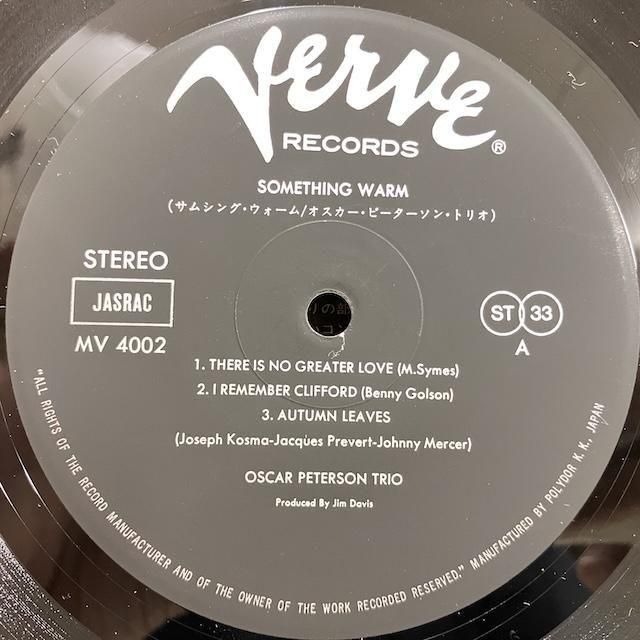 Verve
RECORDS ®
SOMETHING WARM
(サムシング・ウォーム/オスカー・ピーターソン・トリオ)
STEREO
JASRAC
MV 4002
ST 33
A
1. THERE IS NO GREATER LOVE (M.Symes)
2. I REMEMBER CLIFFORD (Benny Golson)
3. AUTUMN LEAVES
(Joseph Kosma-Jacques Prevert-Johnny Mercer)
OSCAR PETERSON TRIO
Produced By Jim Davis
"ALL RIGHTS OF THE RECORD MANUFACTURER AND OF THE OWNER OF THE WORK RECORDED RESERVED." MANUFACTURED BY POLYDOR K.K., JAPAN